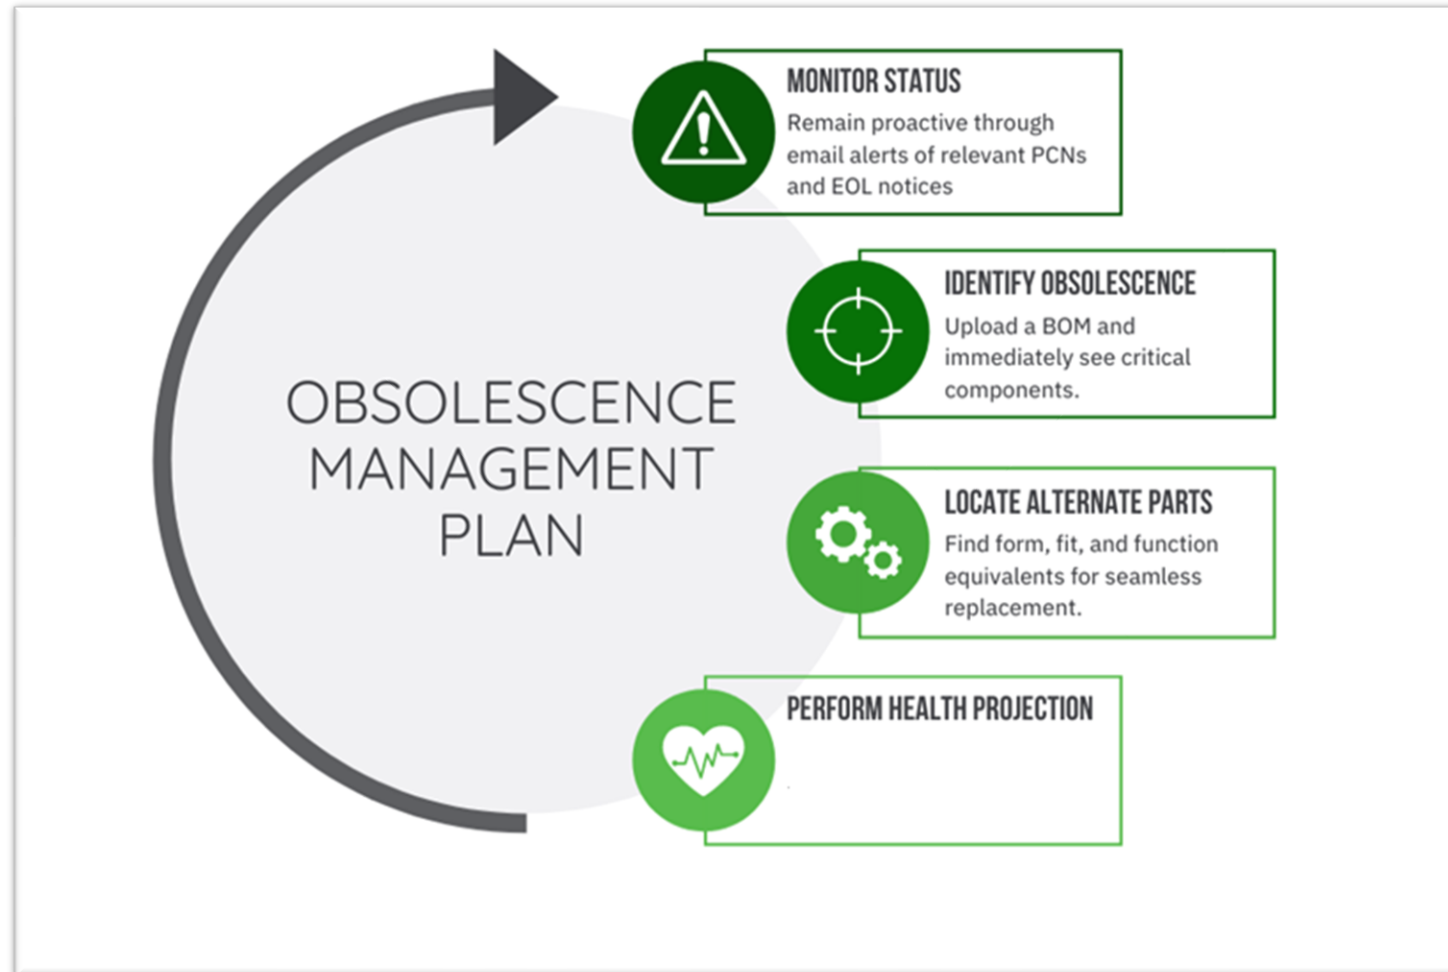 OBSOLESCENCE
MANAGEMENT
PLAN
MONITOR STATUS
Remain proactive through
email alerts of relevant PCNs
and EOL notices
IDENTIFY OBSOLESCENCE
Upload a BOM and
immediately see critical
components.
LOCATE ALTERNATE PARTS
Find form, fit, and function
equivalents for seamless
replacement.
PERFORM HEALTH PROJECTION